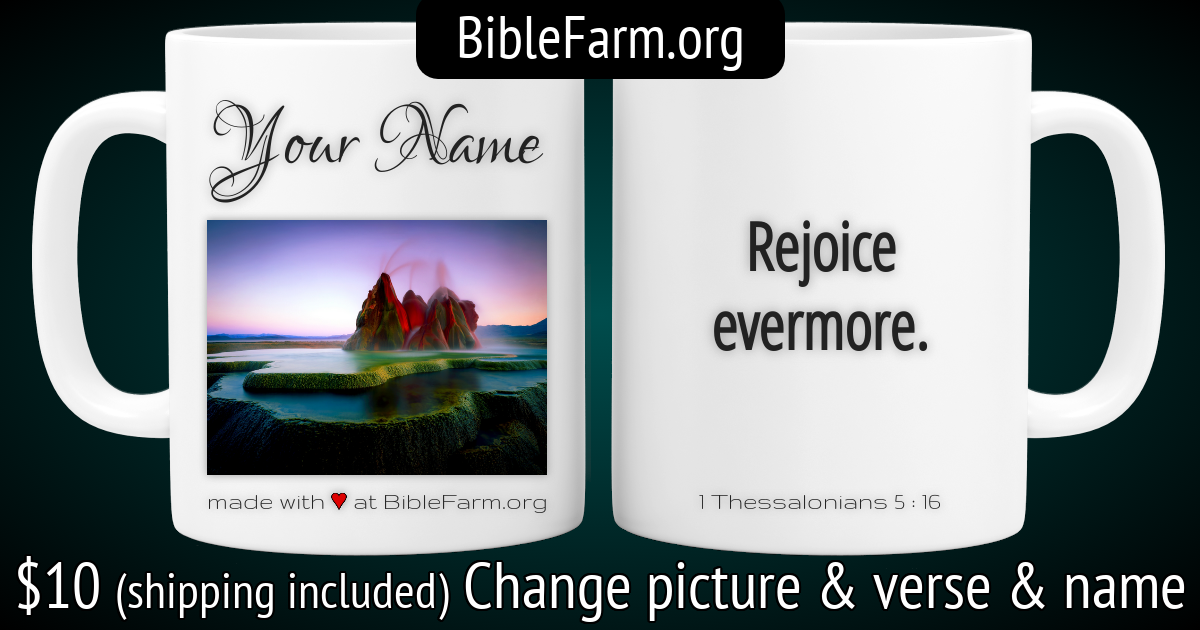 BibleFarm.org
Your Name
made with ♥ at BibleFarm.org
Rejoice
evermore.
1 Thessalonians 5 : 16
$10 (shipping included) Change picture & verse & name